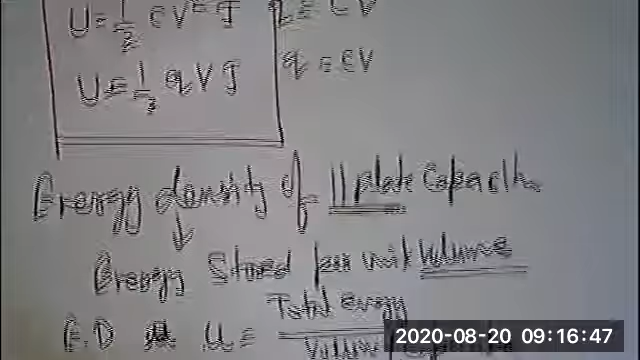 U = 1/2 CV² J q = CV
U = 1/2 qV J q = CV
Energy density of || plate Capacitor
↓
Energy Stored per unit Volume
E.D u = Total energy / Volume
2020-08-20 09:16:47